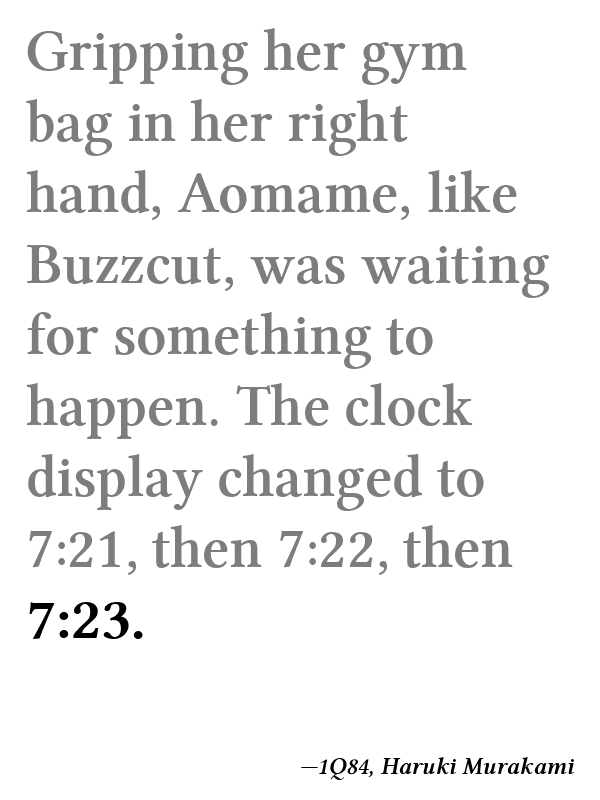 Gripping her gym
bag in her right
hand, Aomame, like
Buzzcut, was waiting
for something to
happen. The clock
display changed to
7:21, then 7:22, then
7:23.
—1Q84, Haruki Murakami